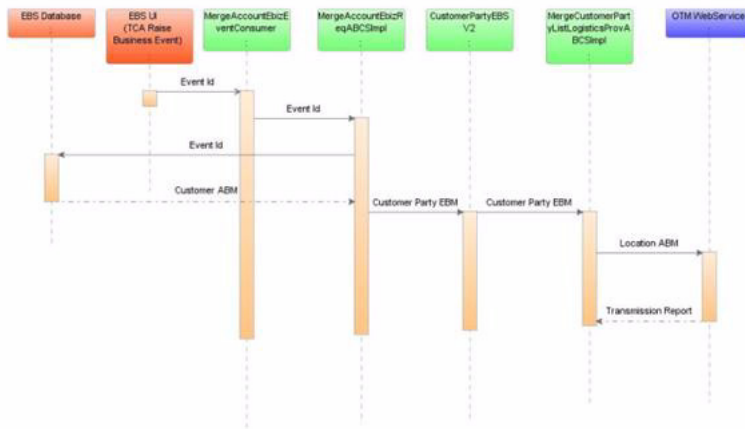 EBS Database
EBS UI
(TCA Raise
Business Event)
MergeAccountEbizE
ventConsumer
MergeAccountEbizR
eqABCSImpl
CustomerPartyEBS
V2
MergeCustomerPart
yListLogisticsProvA
BCSImpl
OTM WebService
Event Id
Event Id
Event Id
Customer ABM
Customer Party EBM
Customer Party EBM
Location ABM
Transmission Report